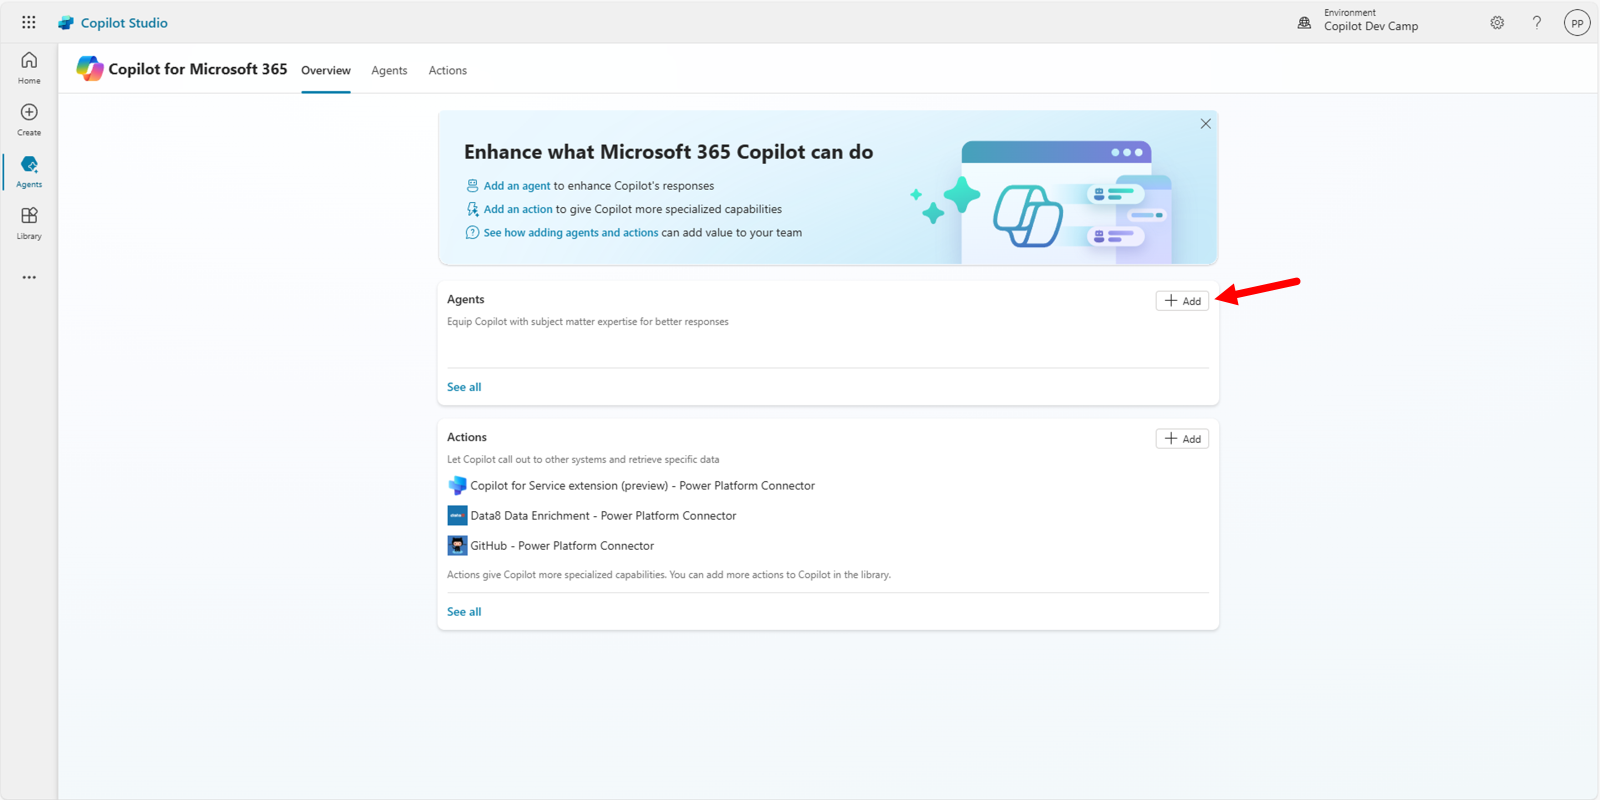 Copilot Studio
Environment
Copilot Dev Camp
?
PP
Home
Create
Agents
Library
Copilot for Microsoft 365
Overview
Agents
Actions
Enhance what Microsoft 365 Copilot can do
Add an agent to enhance Copilot's responses
Add an action to give Copilot more specialized capabilities
See how adding agents and actions can add value to your team
Agents
+ Add
Equip Copilot with subject matter expertise for better responses
See all
Actions
+ Add
Let Copilot call out to other systems and retrieve specific data
Copilot for Service extension (preview) - Power Platform Connector
Data8 Data Enrichment - Power Platform Connector
GitHub - Power Platform Connector
Actions give Copilot more specialized capabilities. You can add more actions to Copilot in the library.
See all